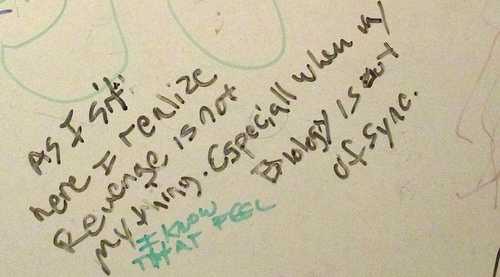 As I sit
here I realize
Revenge is not
my thing. Especiall when my
Biology is out
of sync.
I KNOW
THAT FEEL